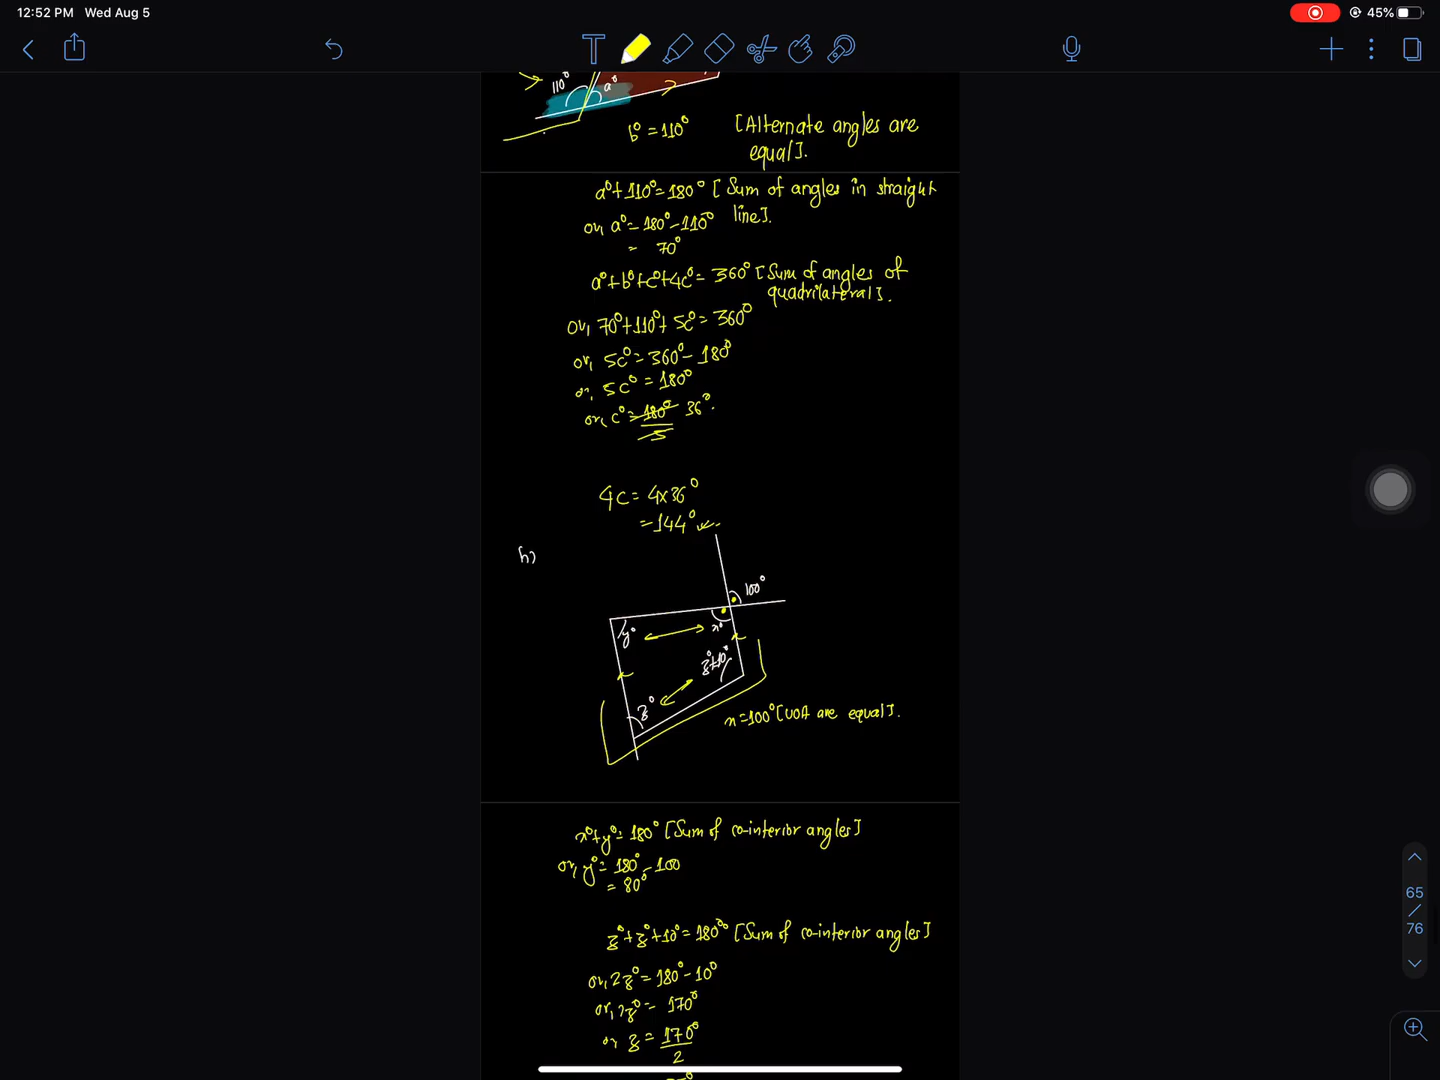 12:52 PM Wed Aug 5
45%
110° a°
b° = 110° [Alternate angles are
equal].
a° + 110° = 180° [Sum of angles in straight
line].
or, a° = 180° - 110°
= 70°
a° + b° + c° + 4c° = 360° [Sum of angles of
quadrilateral].
or, 70° + 110° + 5c° = 360°
or, 5c° = 360° - 180°
or, 5c° = 180°
or, c° = 180°/5 36°.
4c = 4x36°
= 144°
h)
100°
y° x°
z°+10°
z°
x = 100° [VOA are equal].
x° + y° = 180° [Sum of co-interior angles]
or, y° = 180° - 100
= 80°
z° + z° + 10° = 180° [Sum of co-interior angles]
or, 2z° = 180° - 10°
or, 2z° = 170°
or z = 170°
2
65
/
76